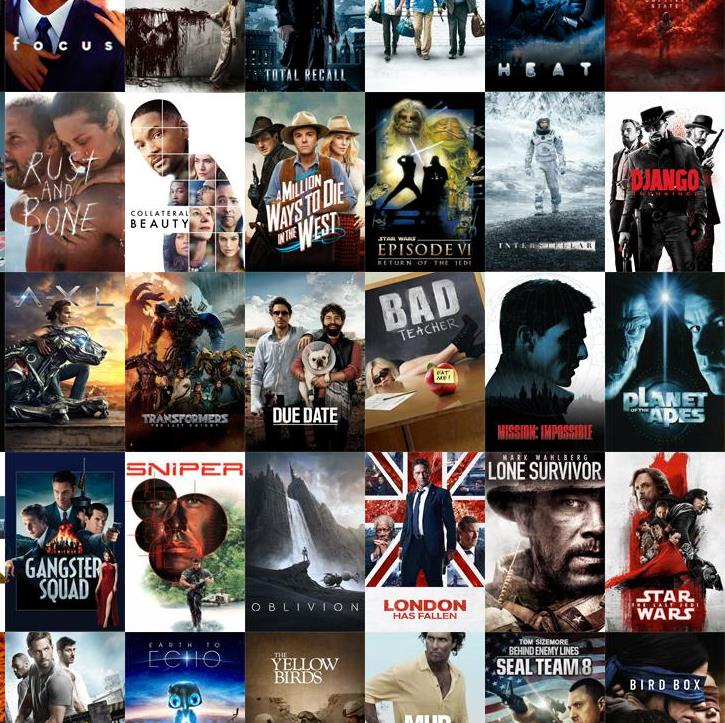 focus
TOTAL RECALL
HEAT
STATE
RUST
AND
BONE
COLLATERAL
BEAUTY
A MILLION
WAYS TO DIE
IN THE WEST
STAR WARS
EPISODE VI
RETURN OF THE JEDI
INTERSTELLAR
DJANGO
UNCHAINED
A-X-L
TRANSFORMERS
THE LAST KNIGHT
DUE DATE
BAD
TEACHER
EAT
ME!
MISSION: IMPOSSIBLE
PLANET
OF THE
APES
GANGSTER
SQUAD
SNiPER
OBLIVION
LONDON
HAS FALLEN
MARK WAHLBERG
LONE SURVIVOR
STAR
THE LAST JEDI
WARS
EARTH TO
ECHO
THE
YELLOW
BIRDS
MUD
TOM SIZEMORE
BEHIND ENEMY LINES
SEAL TEAM 8
BIRD BOX